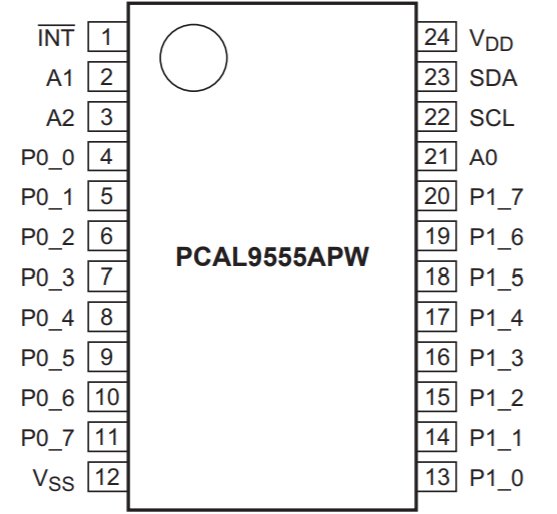 INT 1 24 VDD
A1 2 23 SDA
A2 3 22 SCL
P0_0 4 21 A0
P0_1 5 20 P1_7
P0_2 6 19 P1_6
PCAL9555APW
P0_3 7 18 P1_5
P0_4 8 17 P1_4
P0_5 9 16 P1_3
P0_6 10 15 P1_2
P0_7 11 14 P1_1
VSS 12 13 P1_0